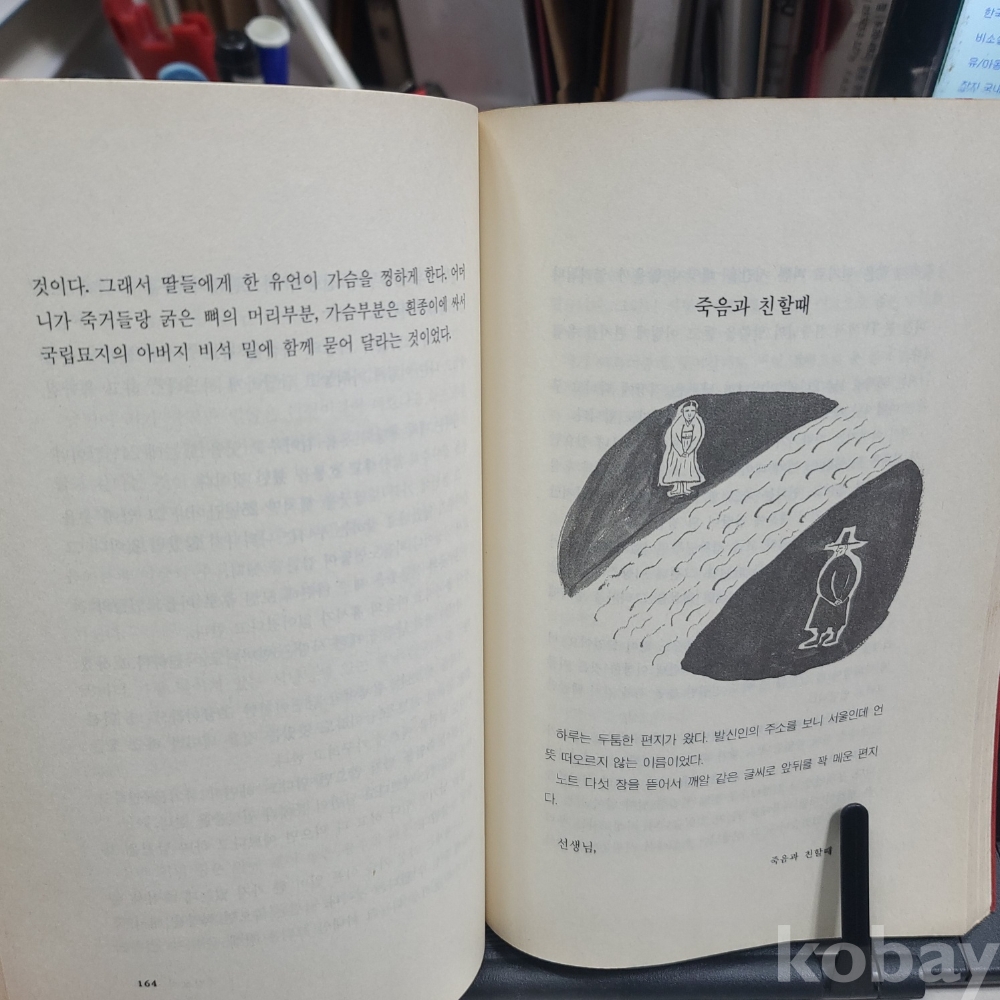 것이다. 그래서 딸들에게 한 유언이 가슴을 찡하게 한다. 어머
니가 죽거들랑 굵은 뼈의 머리부분, 가슴부분은 흰종이에 싸서
국립묘지의 아버지 비석 밑에 함께 묻어 달라는 것이었다.
164
죽음과 친할때
하루는 두툼한 편지가 왔다. 발신인의 주소를 보니 서울인데 언
뜻 떠오르지 않는 이름이었다.
노트 다섯 장을 뜯어서 깨알 같은 글씨로 앞뒤를 꽉 메운 편지
다.
선생님,
죽음과 친할때
kobay